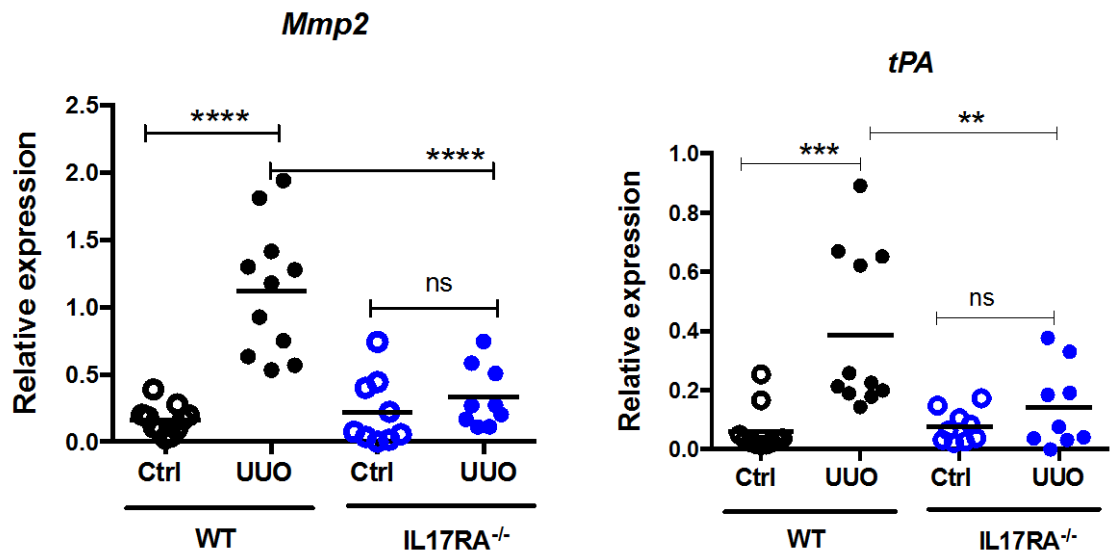 Mmp2
Relative expression
2.5
2.0
1.5
1.0
0.5
0.0
****
****
ns
Ctrl UUO Ctrl UUO
WT IL17RA-/-
tPA
Relative expression
1.0
0.8
0.6
0.4
0.2
0.0
***
**
ns
Ctrl UUO Ctrl UUO
WT IL17RA-/-